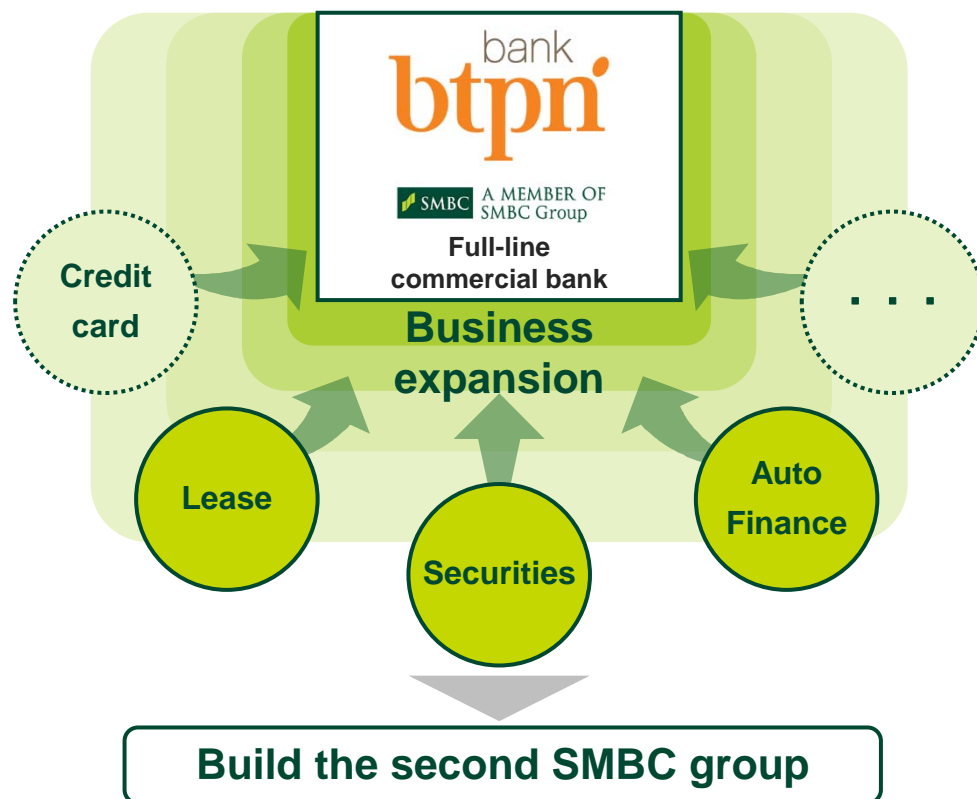 bank
btpn
SMBC
A MEMBER OF
SMBC Group
Full-line
commercial bank
Credit
card
. . .
Business
expansion
Lease
Securities
Auto
Finance
Build the second SMBC group